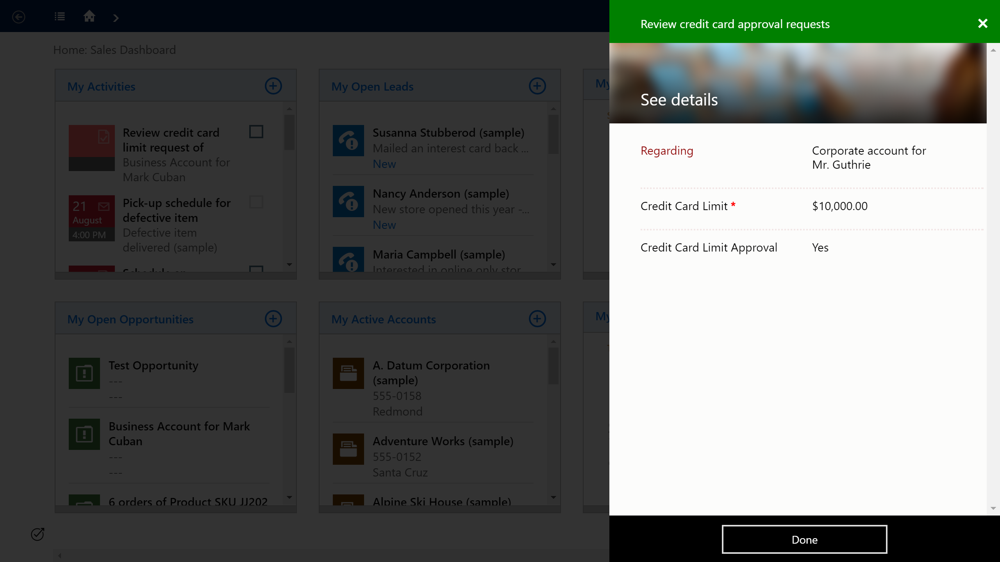 Review credit card approval requests
Home: Sales Dashboard
My Activities
Review credit card
limit request of
Business Account for
Mark Cuban
21
August
4:00 PM
Pick-up schedule for
defective item
Defective item
delivered (sample)
Schedule an
My Open Leads
Susanna Stubberod (sample)
Mailed an interest card back ...
New
Nancy Anderson (sample)
New store opened this year -...
New
Maria Campbell (sample)
Interested in online only stor
My
My Open Opportunities
Test Opportunity
---
---
Business Account for Mark
Cuban
---
---
6 orders of Product SKU JJ202
My Active Accounts
A. Datum Corporation
(sample)
555-0158
Redmond
Adventure Works (sample)
555-0152
Santa Cruz
Alpine Ski House (sample)
My
See details
Regarding
Corporate account for
Mr. Guthrie
Credit Card Limit *
$10,000.00
Credit Card Limit Approval
Yes
Done